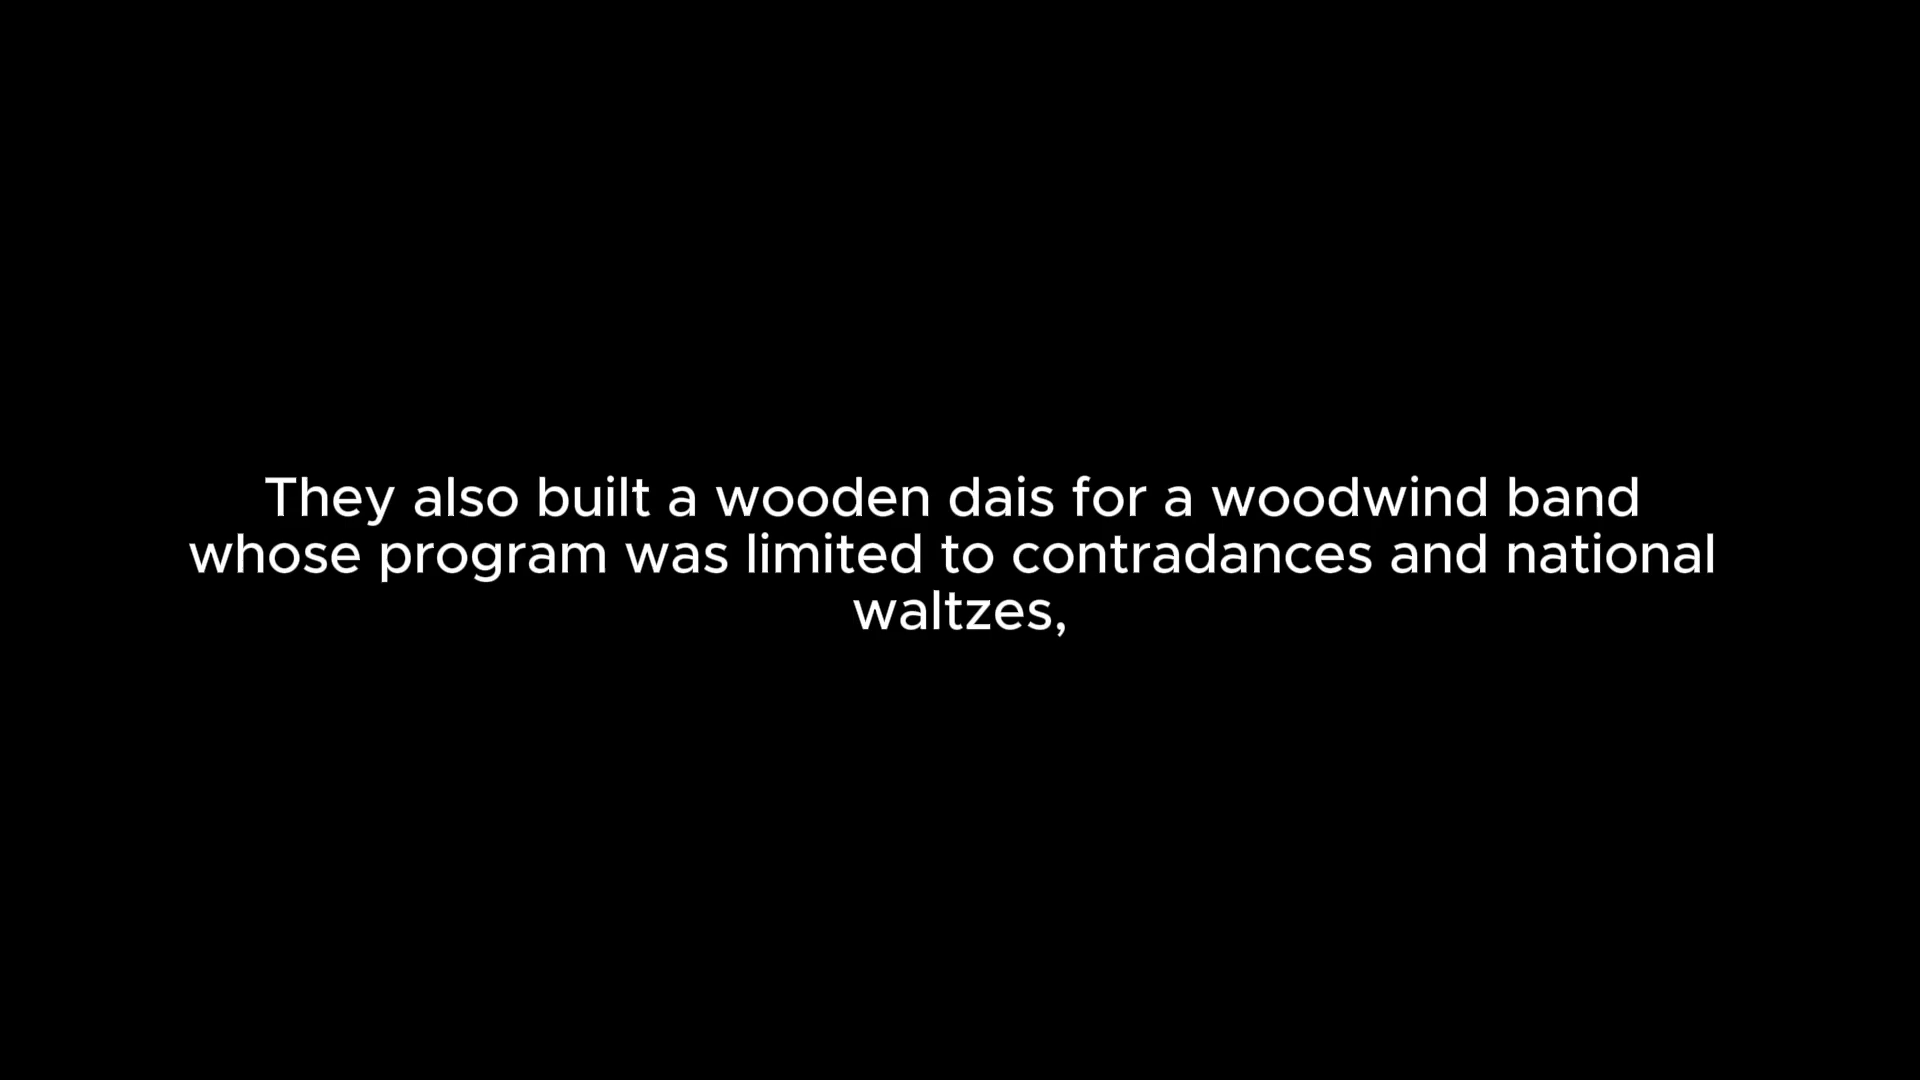 They also built a wooden dais for a woodwind band
whose program was limited to contradances and national
waltzes,